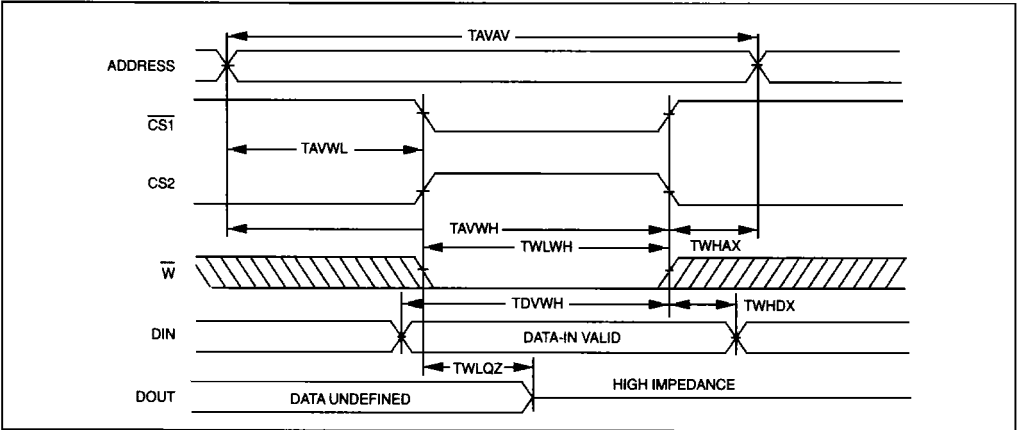 TAVAV
ADDRESS
CS1
TAVWL
CS2
TAVWH
TWLWH
TWHAX
W
TDVWH
TWHDX
DIN
DATA-IN VALID
TWLQZ
HIGH IMPEDANCE
DOUT
DATA UNDEFINED